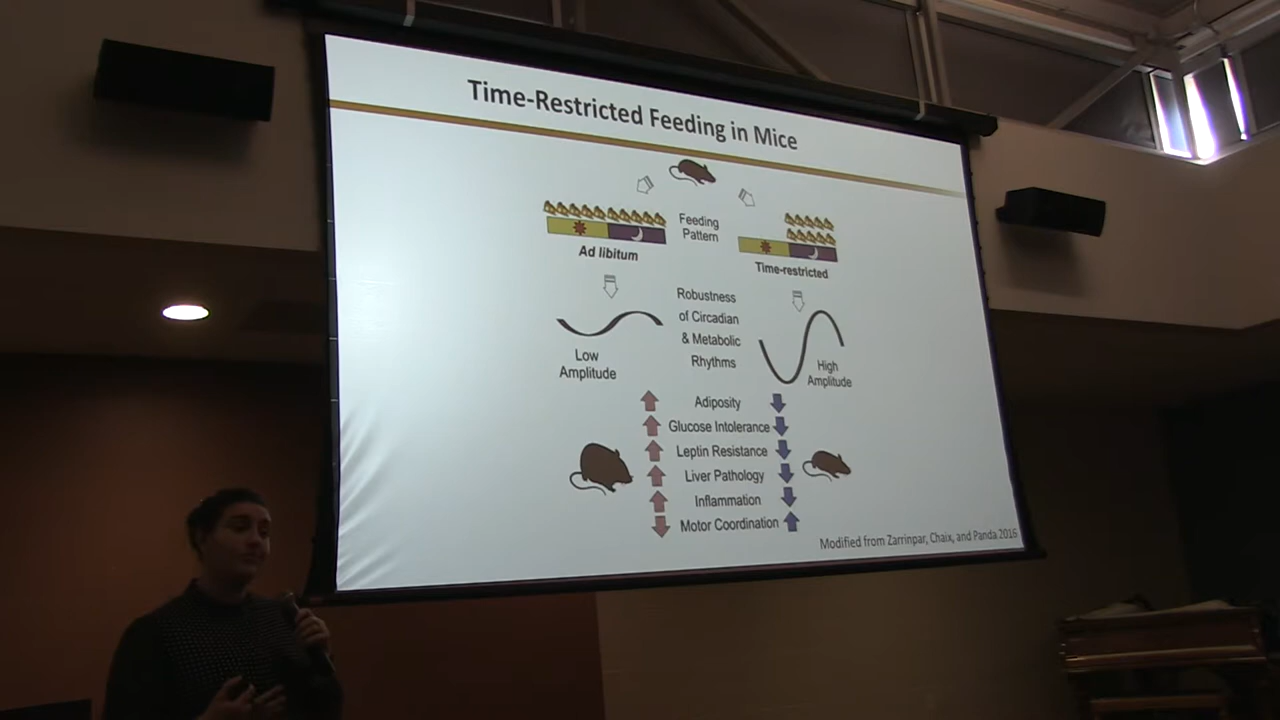 Time-Restricted Feeding in Mice
Feeding
Pattern
Ad libitum
Time-restricted
Robustness
of Circadian
& Metabolic
Rhythms
Low
Amplitude
High
Amplitude
Adiposity
Glucose Intolerance
Leptin Resistance
Liver Pathology
Inflammation
Motor Coordination
Modified from Zarrinpar, Chaix, and Panda 2016